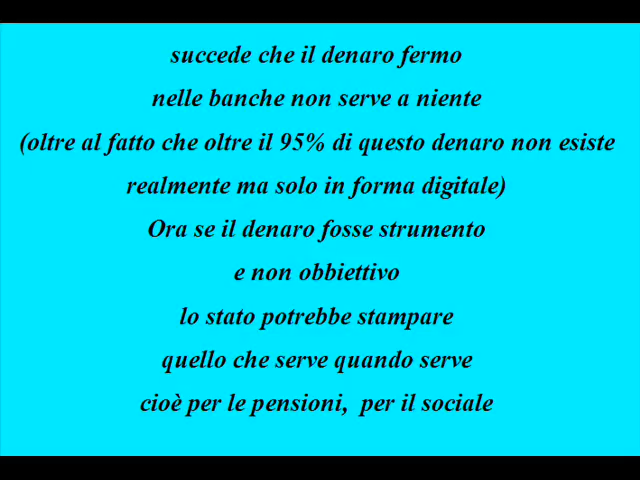 succede che il denaro fermo
nelle banche non serve a niente
(oltre al fatto che oltre il 95% di questo denaro non esiste
realmente ma solo in forma digitale)
Ora se il denaro fosse strumento
e non obbiettivo
lo stato potrebbe stampare
quello che serve quando serve
cioè per le pensioni,  per il sociale